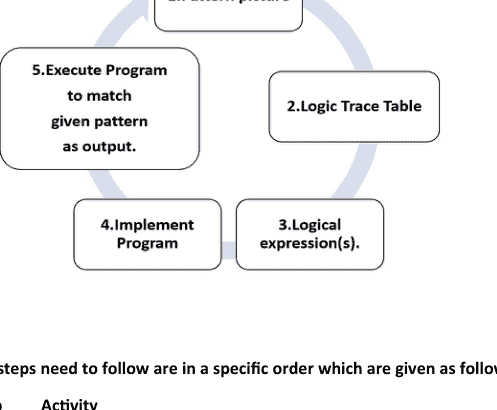 picture
5.Execute Program
to match
given pattern
as output.
2.Logic Trace Table
4.Implement
Program
3.Logical
expression(s).
steps need to follow are in a specific order which are given as follow
Activity